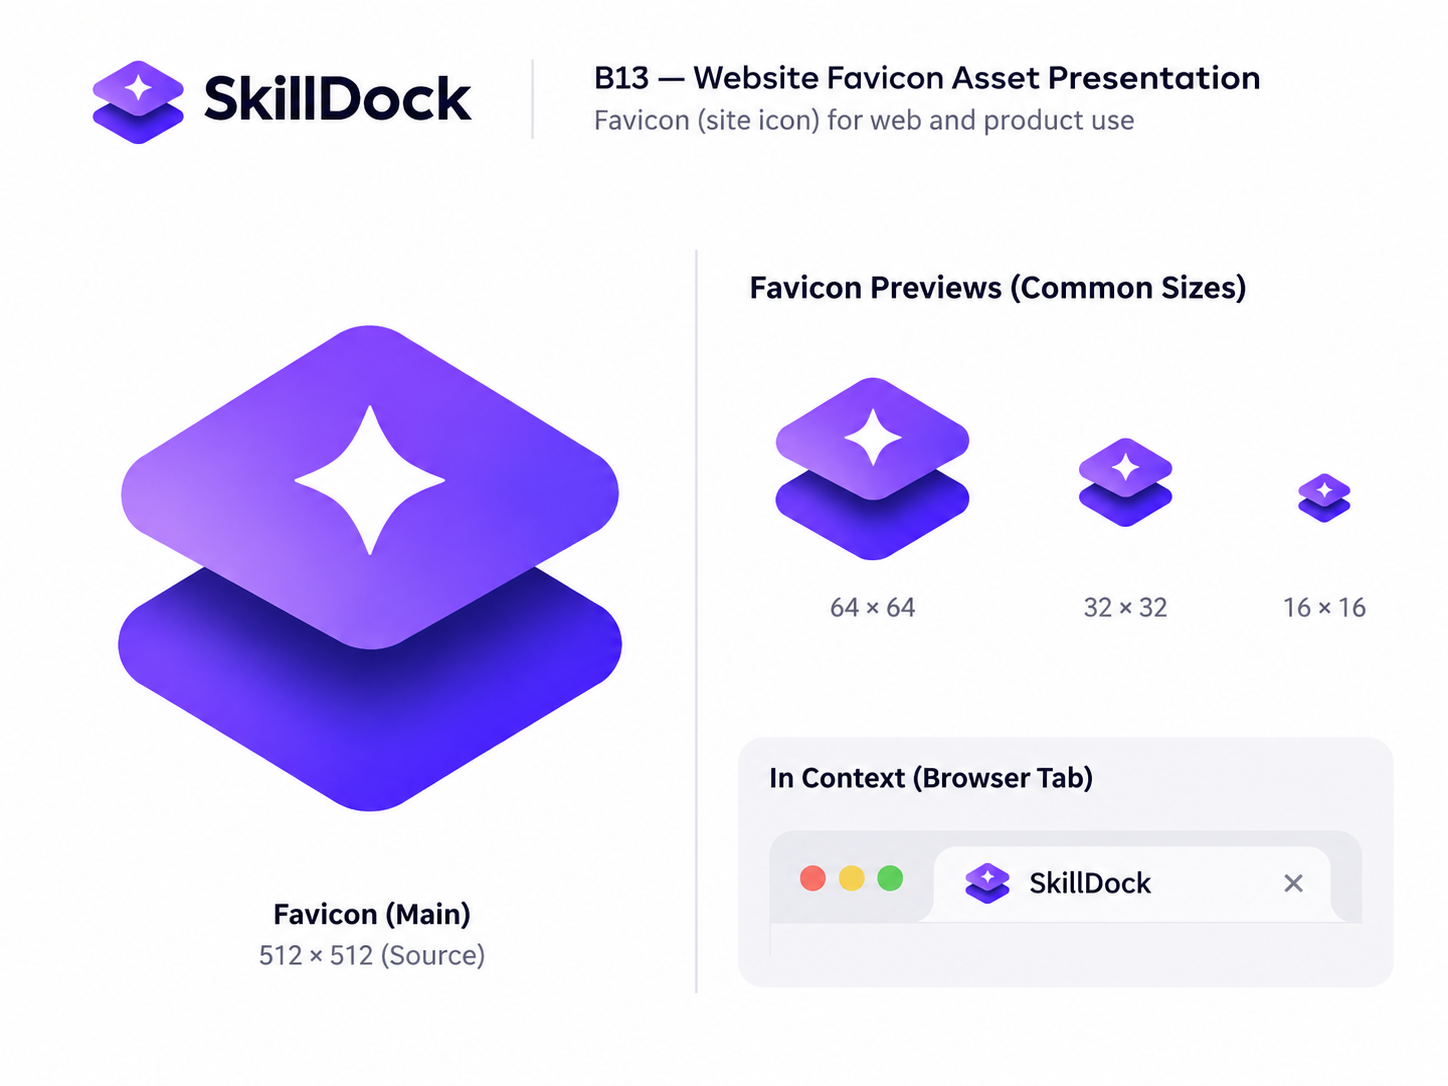 SkillDock
B13 — Website Favicon Asset Presentation
Favicon (site icon) for web and product use
Favicon (Main)
512 × 512 (Source)
Favicon Previews (Common Sizes)
64 × 64
32 × 32
16 × 16
In Context (Browser Tab)
SkillDock